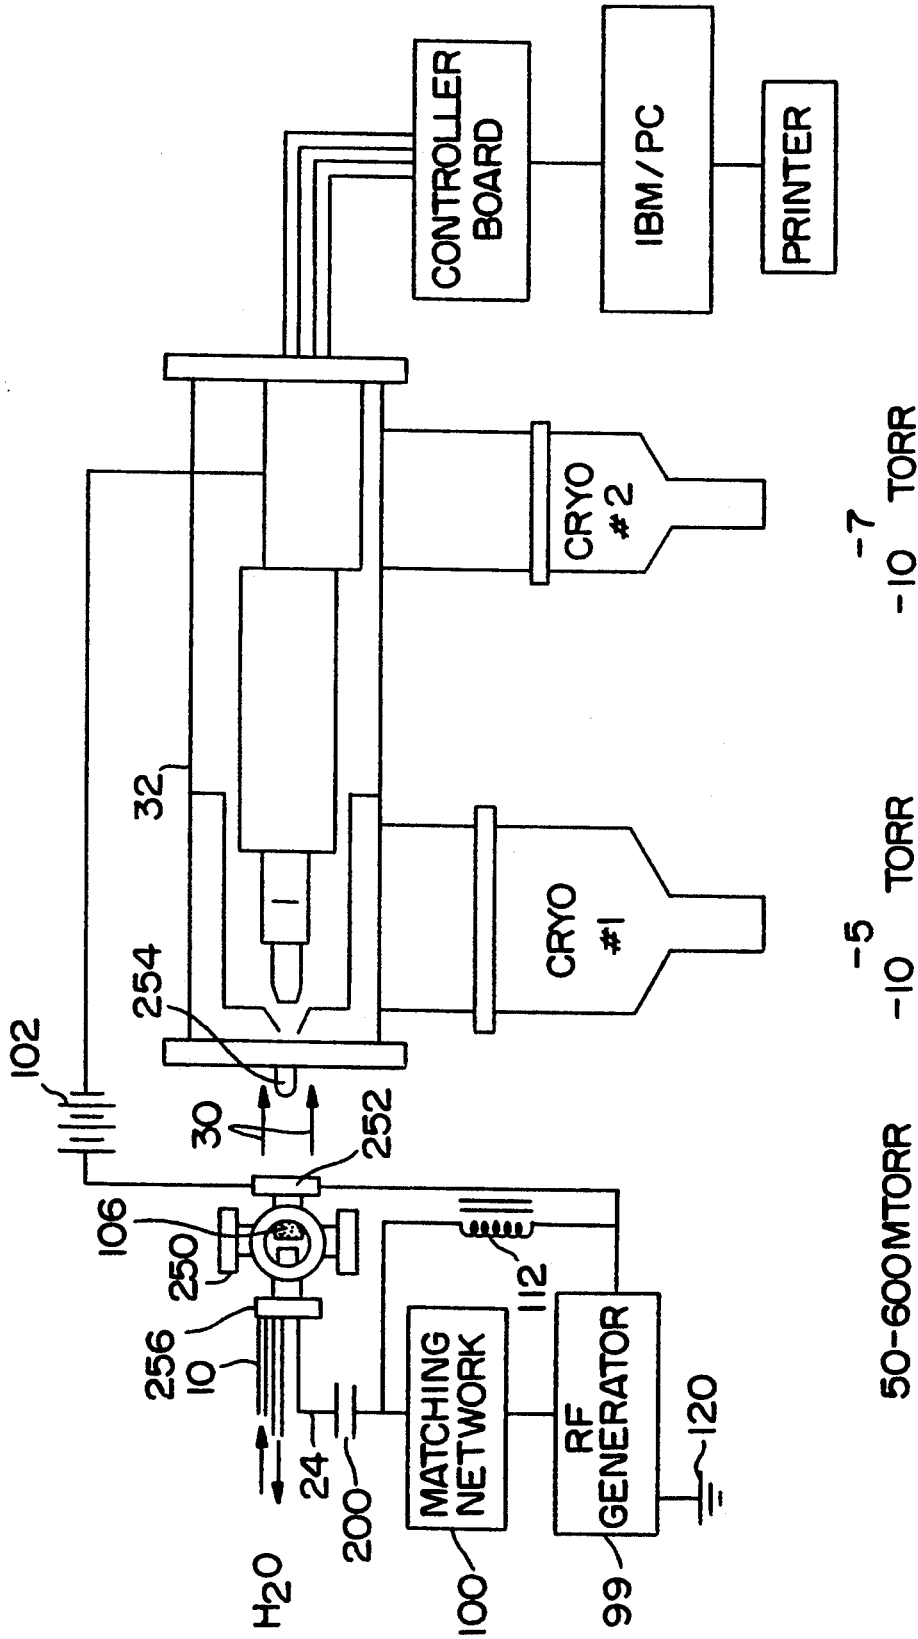 102
106
250
256
10
H2O
24
200
MATCHING
NETWORK
100
RF
GENERATOR
99
120
112
252
30
254
32
CRYO
#1
CRYO
#2
CONTROLLER
BOARD
IBM/PC
PRINTER
50-600MTORR
-10-5 TORR
-10-7 TORR